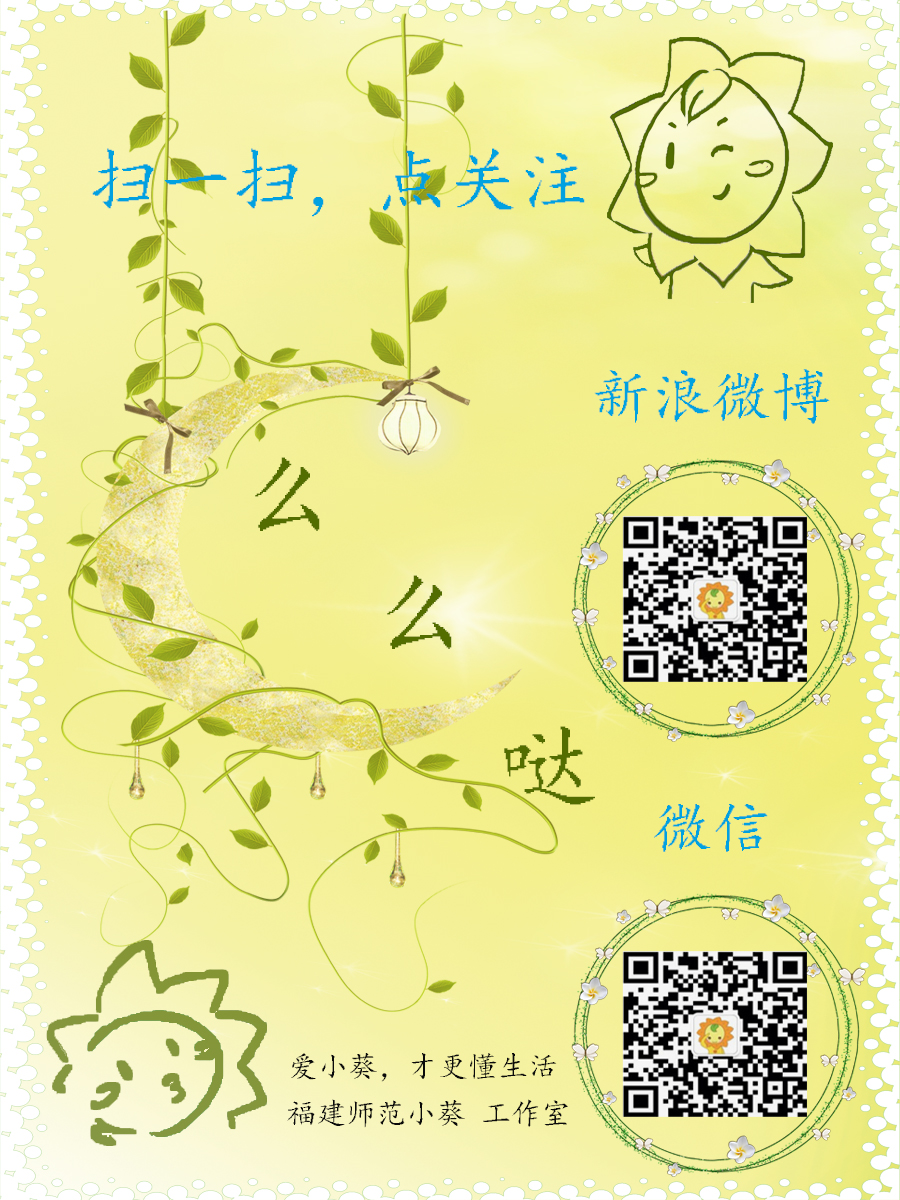 扫一扫，点关注
新浪微博
么
么
哒
微信
爱小葵，才更懂生活
福建师范小葵 工作室